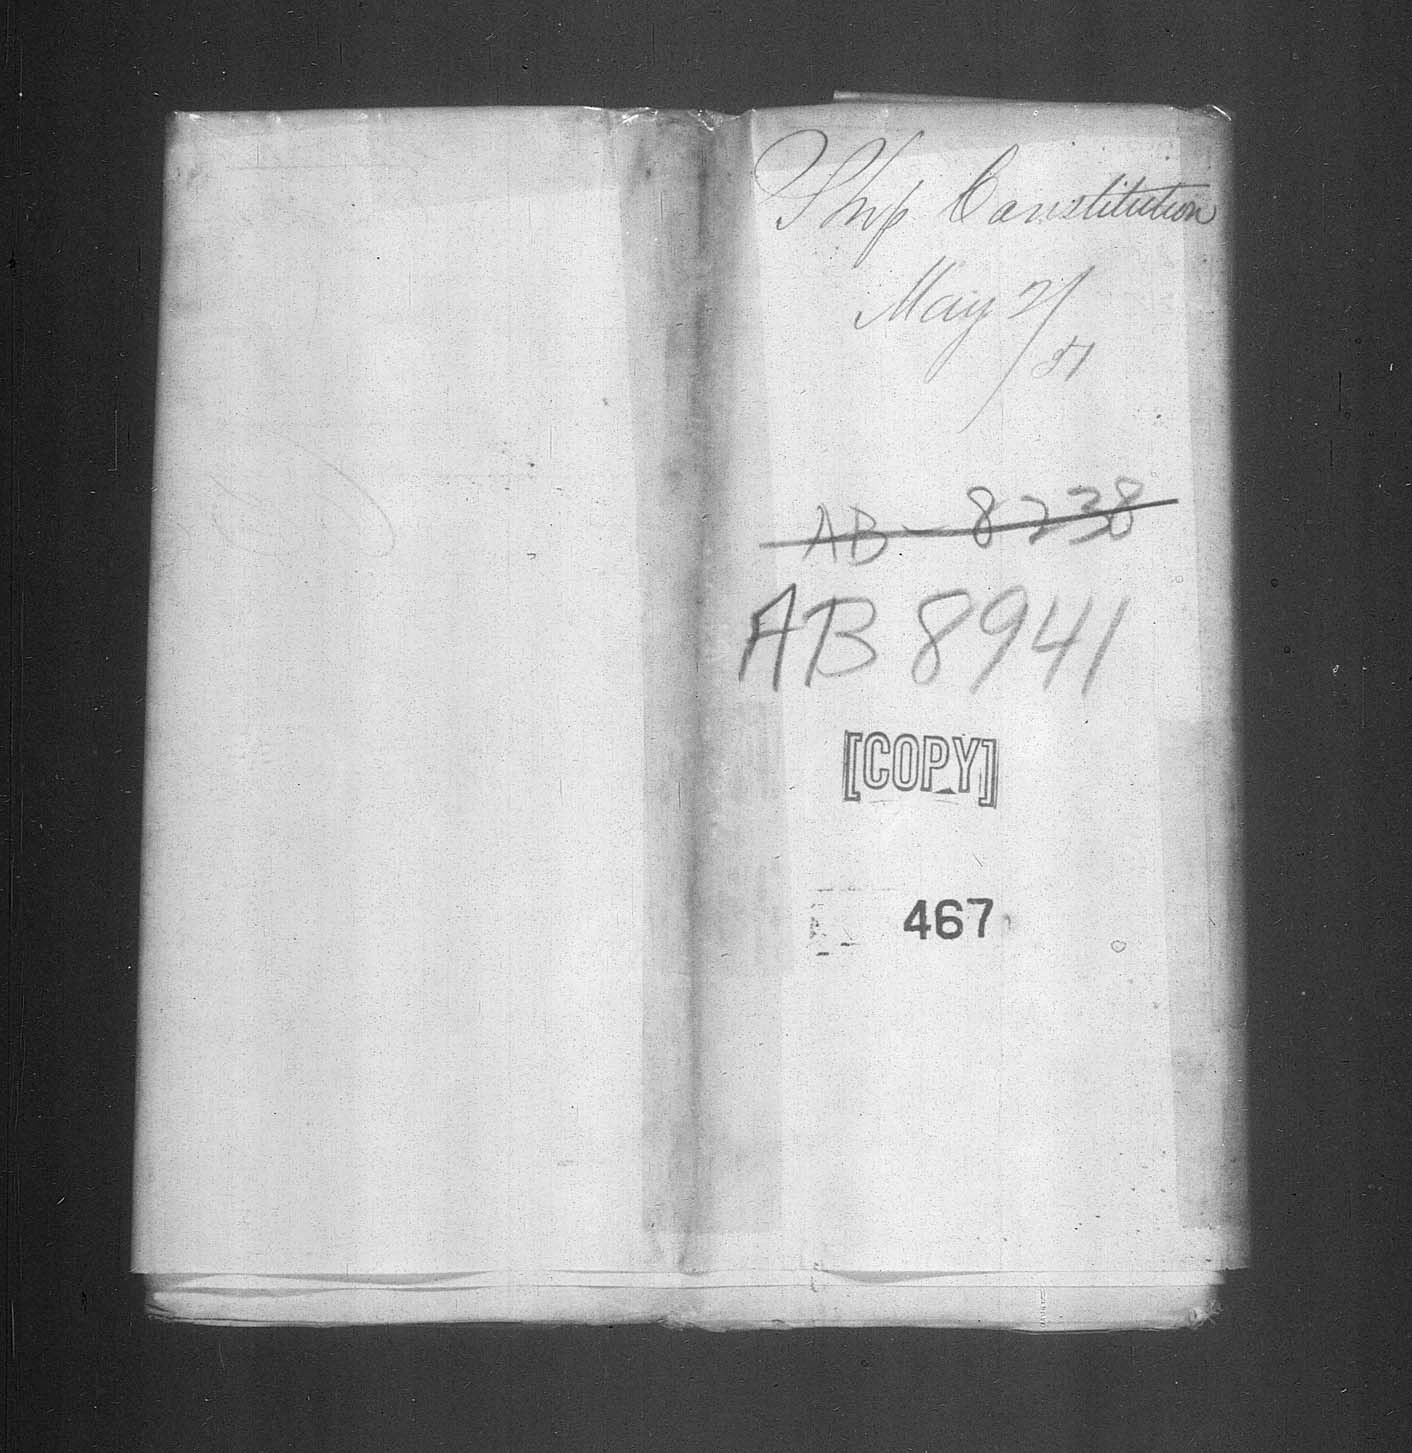 Ship Constitution
May 21
51
AB - 8238
AB 8941
[COPY]
467